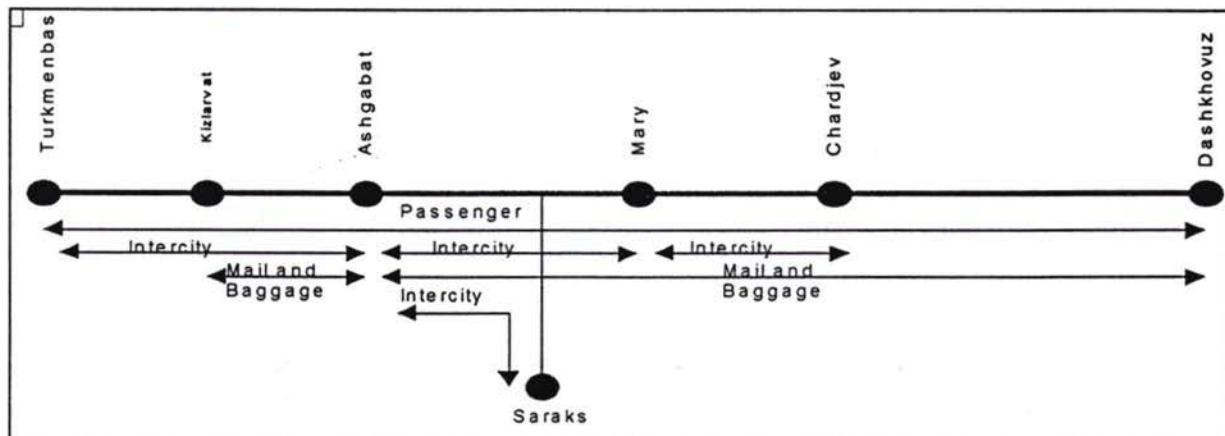 Turkmenbas
Kizlarvat
Ashgabat
Mary
Chardjev
Dashkhovuz
Passenger
Intercity
Intercity
Intercity
Mail and
Baggage
Mail and
Baggage
Intercity
Saraks